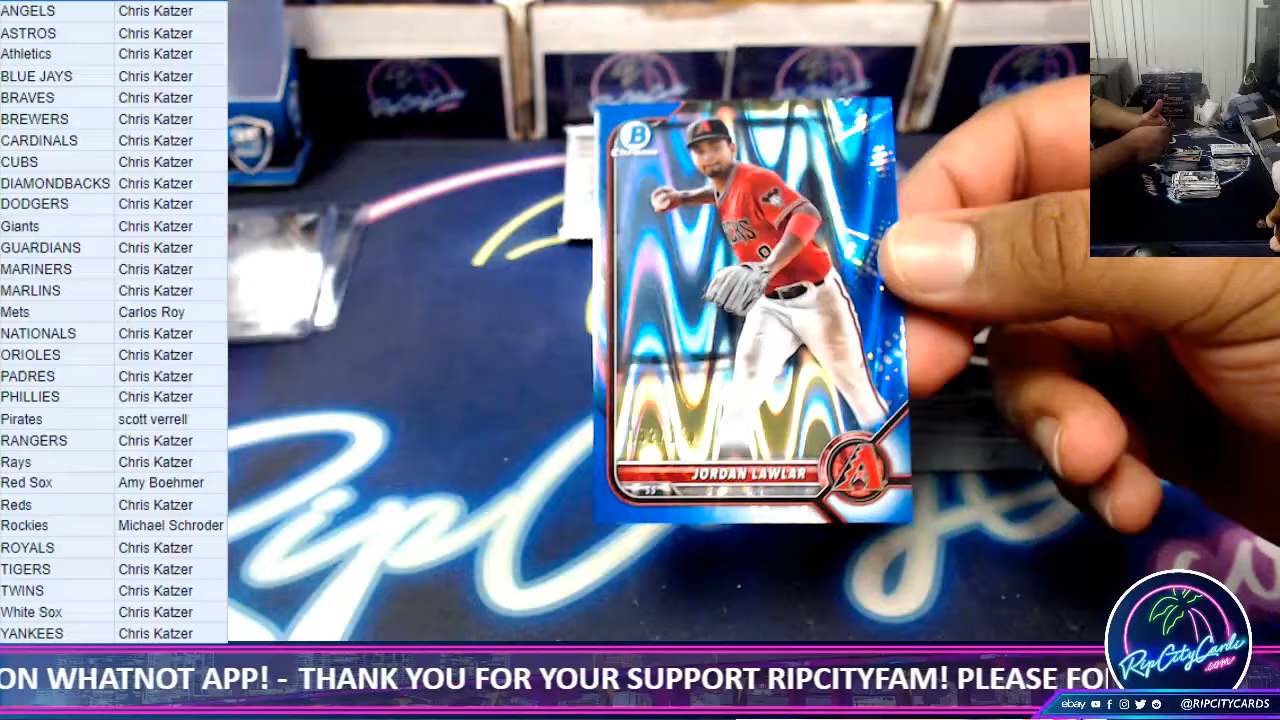 ANGELS Chris Katzer
ASTROS Chris Katzer
Athletics Chris Katzer
BLUE JAYS Chris Katzer
BRAVES Chris Katzer
BREWERS Chris Katzer
CARDINALS Chris Katzer
CUBS Chris Katzer
DIAMONDBACKS Chris Katzer
DODGERS Chris Katzer
Giants Chris Katzer
GUARDIANS Chris Katzer
MARINERS Chris Katzer
MARLINS Chris Katzer
Mets Carlos Roy
NATIONALS Chris Katzer
ORIOLES Chris Katzer
PADRES Chris Katzer
PHILLIES Chris Katzer
Pirates scott verrell
RANGERS Chris Katzer
Rays Chris Katzer
Red Sox Amy Boehmer
Reds Chris Katzer
Rockies Michael Schroder
ROYALS Chris Katzer
TIGERS Chris Katzer
TWINS Chris Katzer
White Sox Chris Katzer
YANKEES Chris Katzer
B
Chrome
A
JORDAN LAWLAR
SS
A
ON WHATNOT APP! - THANK YOU FOR YOUR SUPPORT RIPCITYFAM! PLEASE FO
RipCityCards
.com
ebay @RIPCITYCARDS